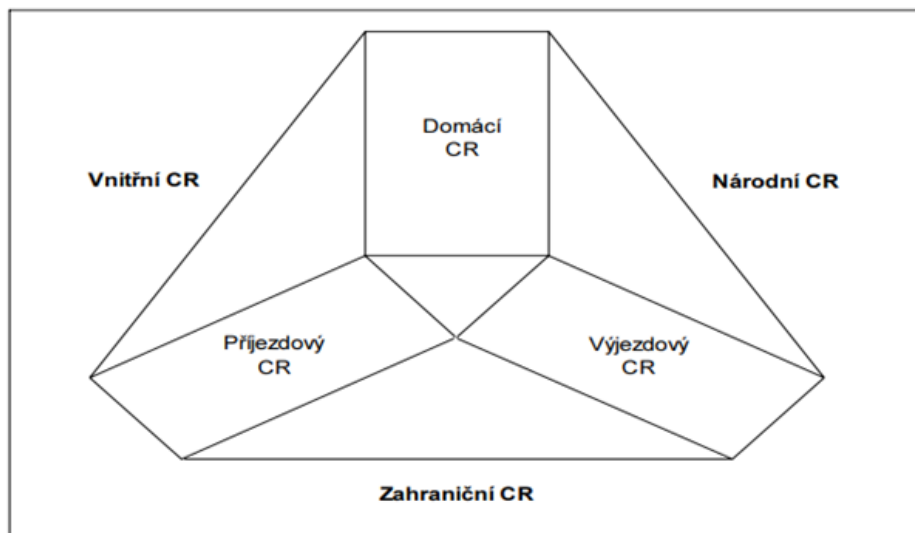 Domácí
CR
Vnitřní CR
Národní CR
Příjezdový
CR
Výjezdový
CR
Zahraniční CR